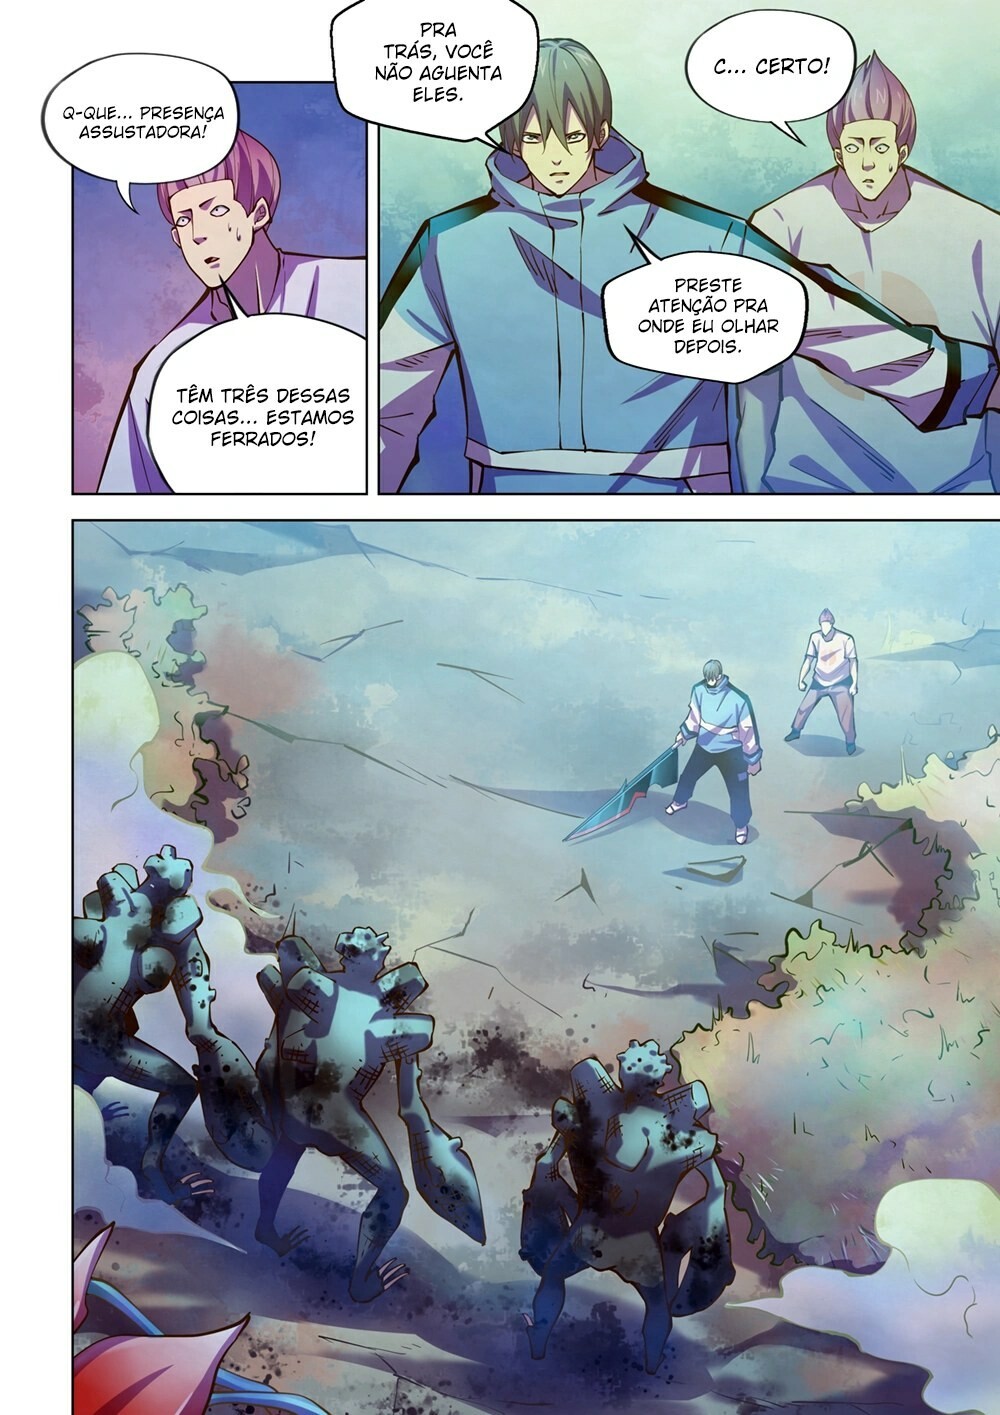 Q-QUE... PRESENÇA
ASSUSTADORA!
TÊM TRÊS DESSAS
COISAS... ESTAMOS
FERRADOS!
PRA
TRÁS, VOCÊ
NÃO AGUENTA
ELES.
C... CERTO!
PRESTE
ATENÇÃO PRA
ONDE EU OLHAR
DEPOIS.